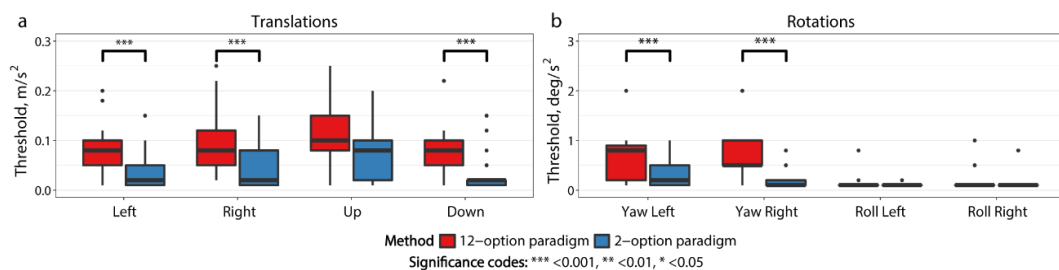 a Translations
Threshold, m/s²
0.3
0.2
0.1
0.0
*** *** ***
Left Right Up Down
b Rotations
Threshold, deg/s²
3
2
1
0
*** ***
Yaw Left Yaw Right Roll Left Roll Right
Method 12−option paradigm 2−option paradigm
Significance codes: *** <0.001, ** <0.01, * <0.05